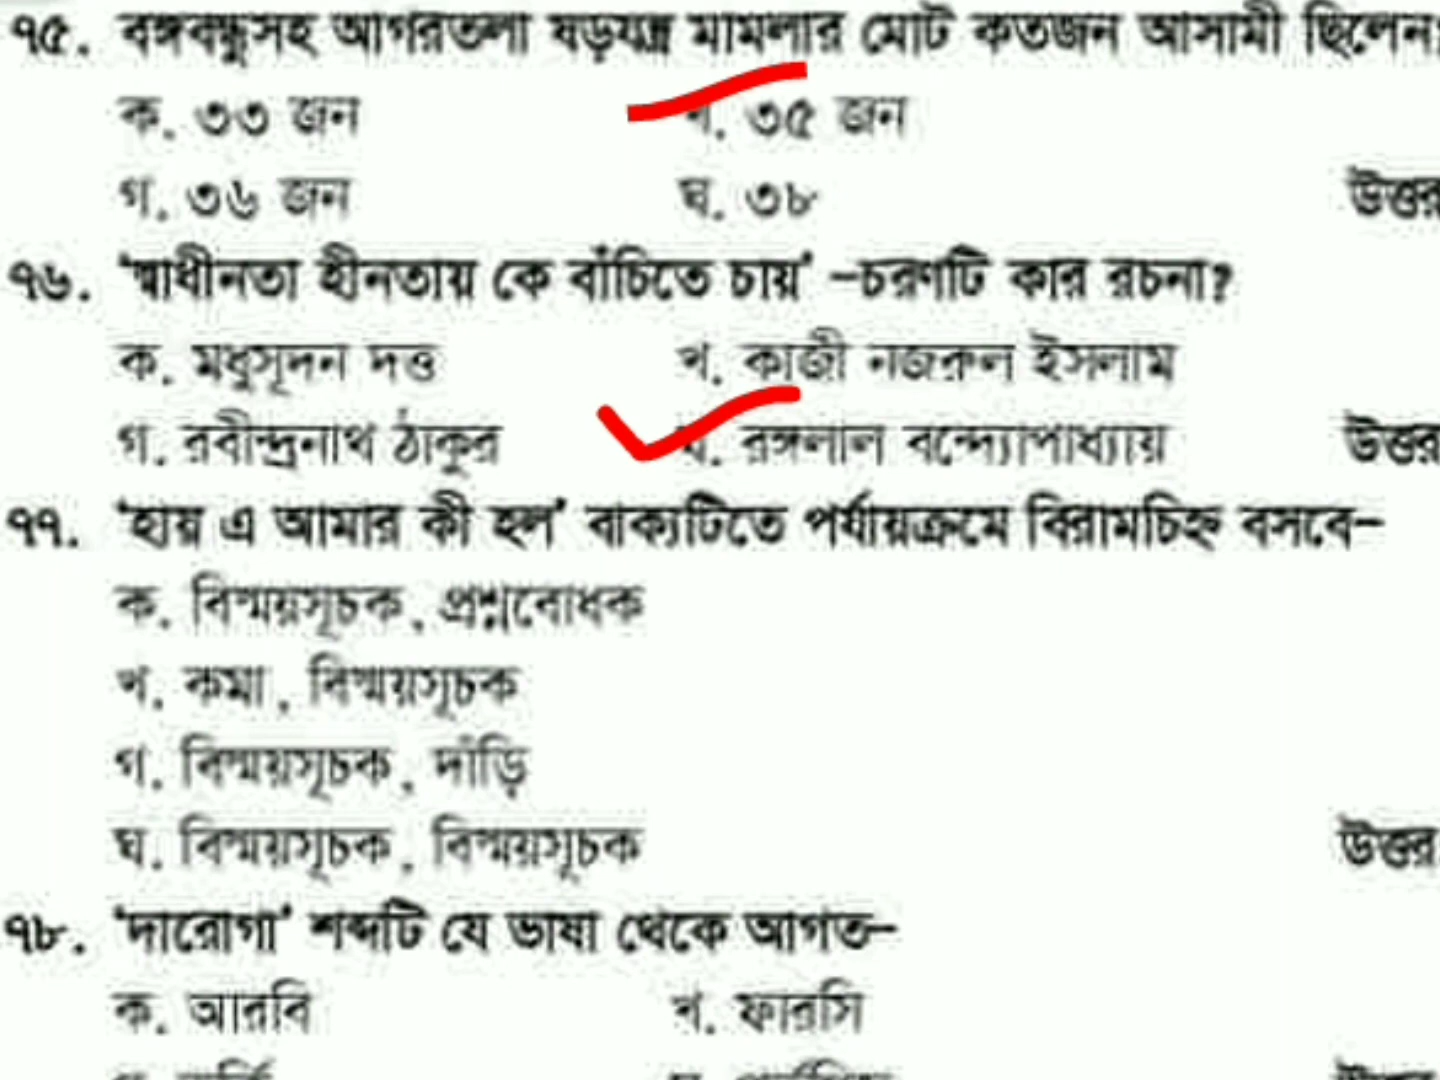 ৭৫. বঙ্গবন্ধুসহ আগরতলা ষড়যন্ত্র মামলার মোট কতজন আসামী ছিলেন
ক. ৩৩ জন খ. ৩৫ জন
গ. ৩৬ জন ঘ. ৩৮ উত্তর
৭৬. ‘স্বাধীনতা হীনতায় কে বাঁচিতে চায়’ –চরণটি কার রচনা?
ক. মধুসূদন দত্ত খ. কাজী নজরুল ইসলাম
গ. রবীন্দ্রনাথ ঠাকুর ঘ. রঙ্গলাল বন্দ্যোপাধ্যায় উত্তর
৭৭. ‘হায় এ আমার কী হল’ বাক্যটিতে পর্যায়ক্রমে বিরামচিহ্ন বসবে–
ক. বিস্ময়সূচক, প্রশ্নবোধক
খ. কমা, বিস্ময়সূচক
গ. বিস্ময়সূচক, দাঁড়ি
ঘ. বিস্ময়সূচক, বিস্ময়সূচক উত্তর
৭৮. ‘দারোগা’ শব্দটি যে ভাষা থেকে আগত–
ক. আরবি খ. ফারসি